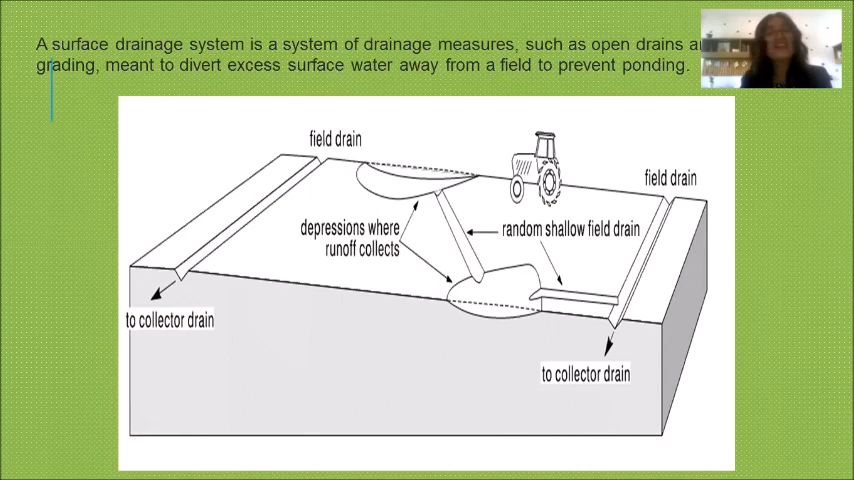 A surface drainage system is a system of drainage measures, such as open drains
grading, meant to divert excess surface water away from a field to prevent ponding.
field drain
field drain
depressions where
runoff collects
random shallow field drain
to collector drain
to collector drain